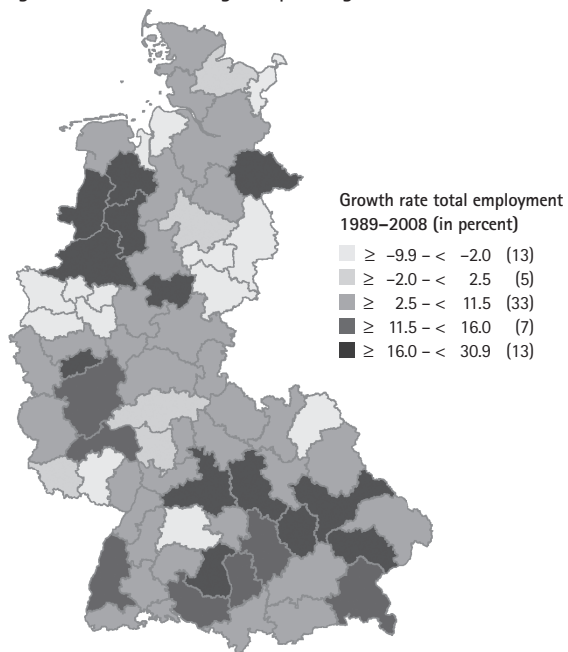 Growth rate total employment
1989–2008 (in percent)
≥ –9.9 – < –2.0 (13)
≥ –2.0 – < 2.5 (5)
≥ 2.5 – < 11.5 (33)
≥ 11.5 – < 16.0 (7)
≥ 16.0 – < 30.9 (13)